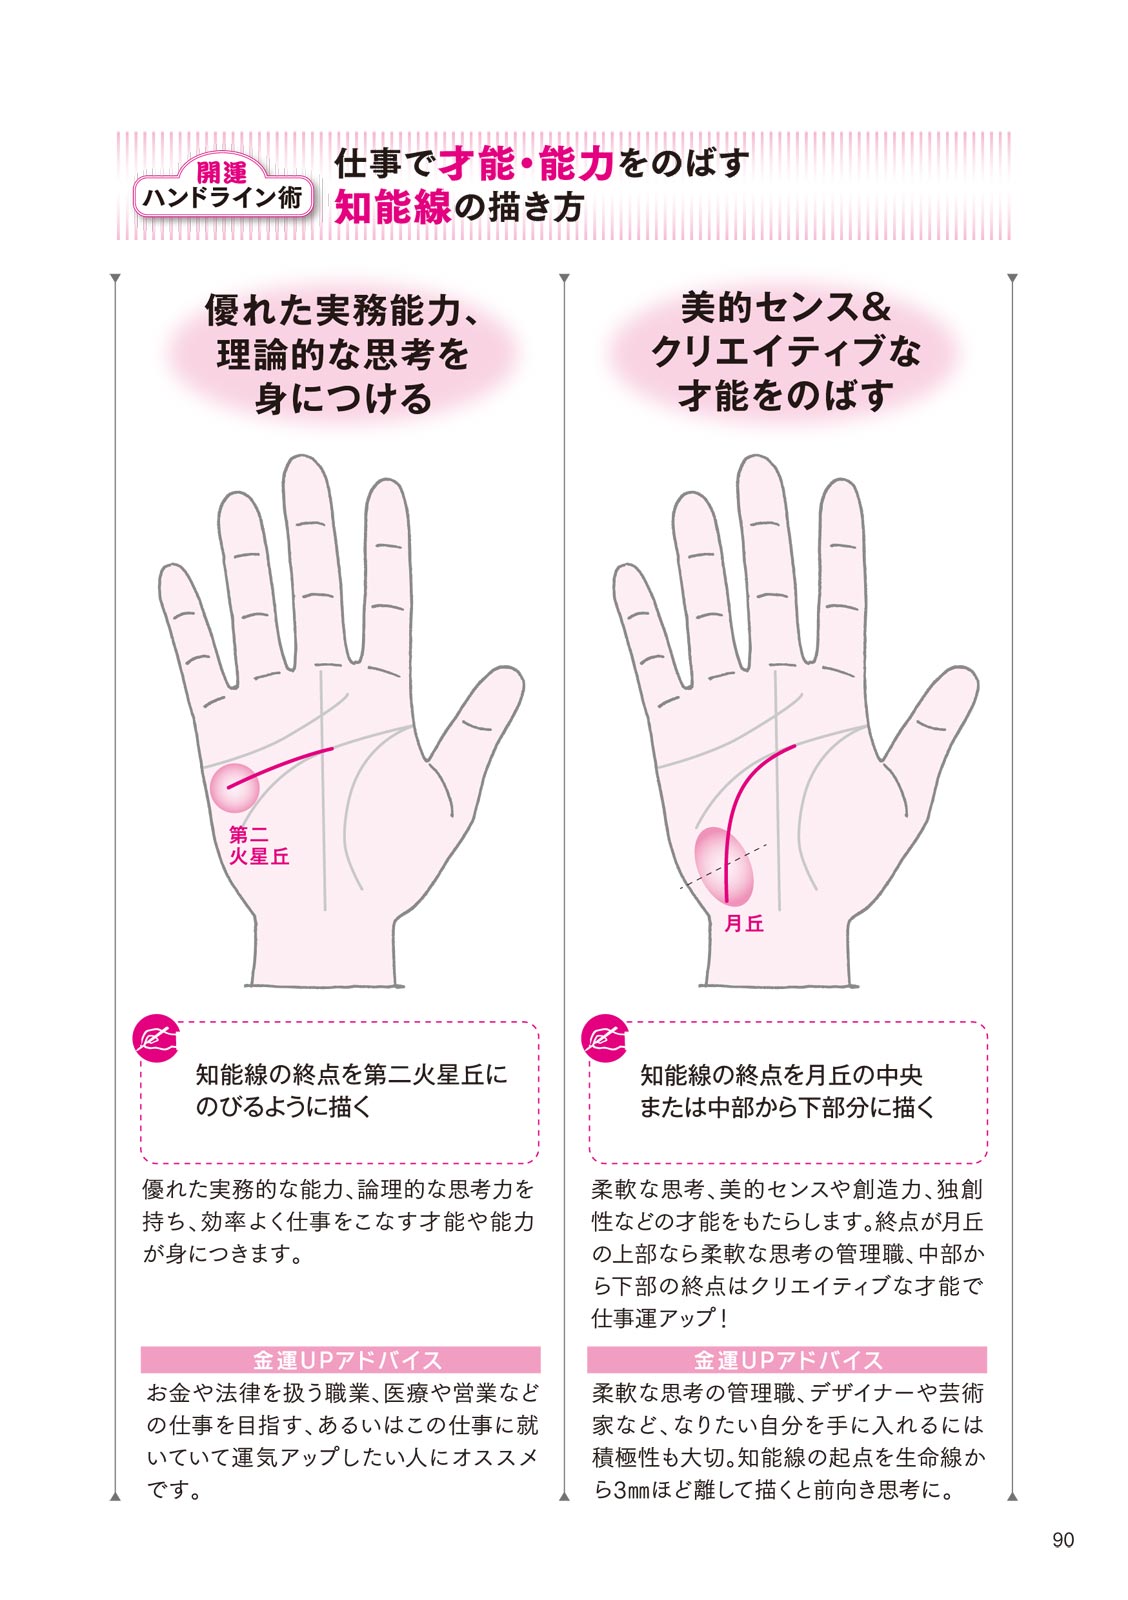 開運
ハンドライン術
仕事で才能・能力をのばす
知能線の描き方
優れた実務能力、
理論的な思考を
身につける
第二
火星丘
知能線の終点を第二火星丘に
のびるように描く
優れた実務的な能力、論理的な思考力を
持ち、効率よく仕事をこなす才能や能力
が身につきます。
金運UPアドバイス
お金や法律を扱う職業、医療や営業など
の仕事を目指す、あるいはこの仕事に就
いていて運気アップしたい人にオススメ
です。
美的センス&
クリエイティブな
才能をのばす
月丘
知能線の終点を月丘の中央
または中部から下部分に描く
柔軟な思考、美的センスや創造力、独創
性などの才能をもたらします。終点が月丘
の上部なら柔軟な思考の管理職、中部か
ら下部の終点はクリエイティブな才能で
仕事運アップ!
金運UPアドバイス
柔軟な思考の管理職、デザイナーや芸術
家など、なりたい自分を手に入れるには
積極性も大切。知能線の起点を生命線か
ら3㎜ほど離して描くと前向き思考に。
90